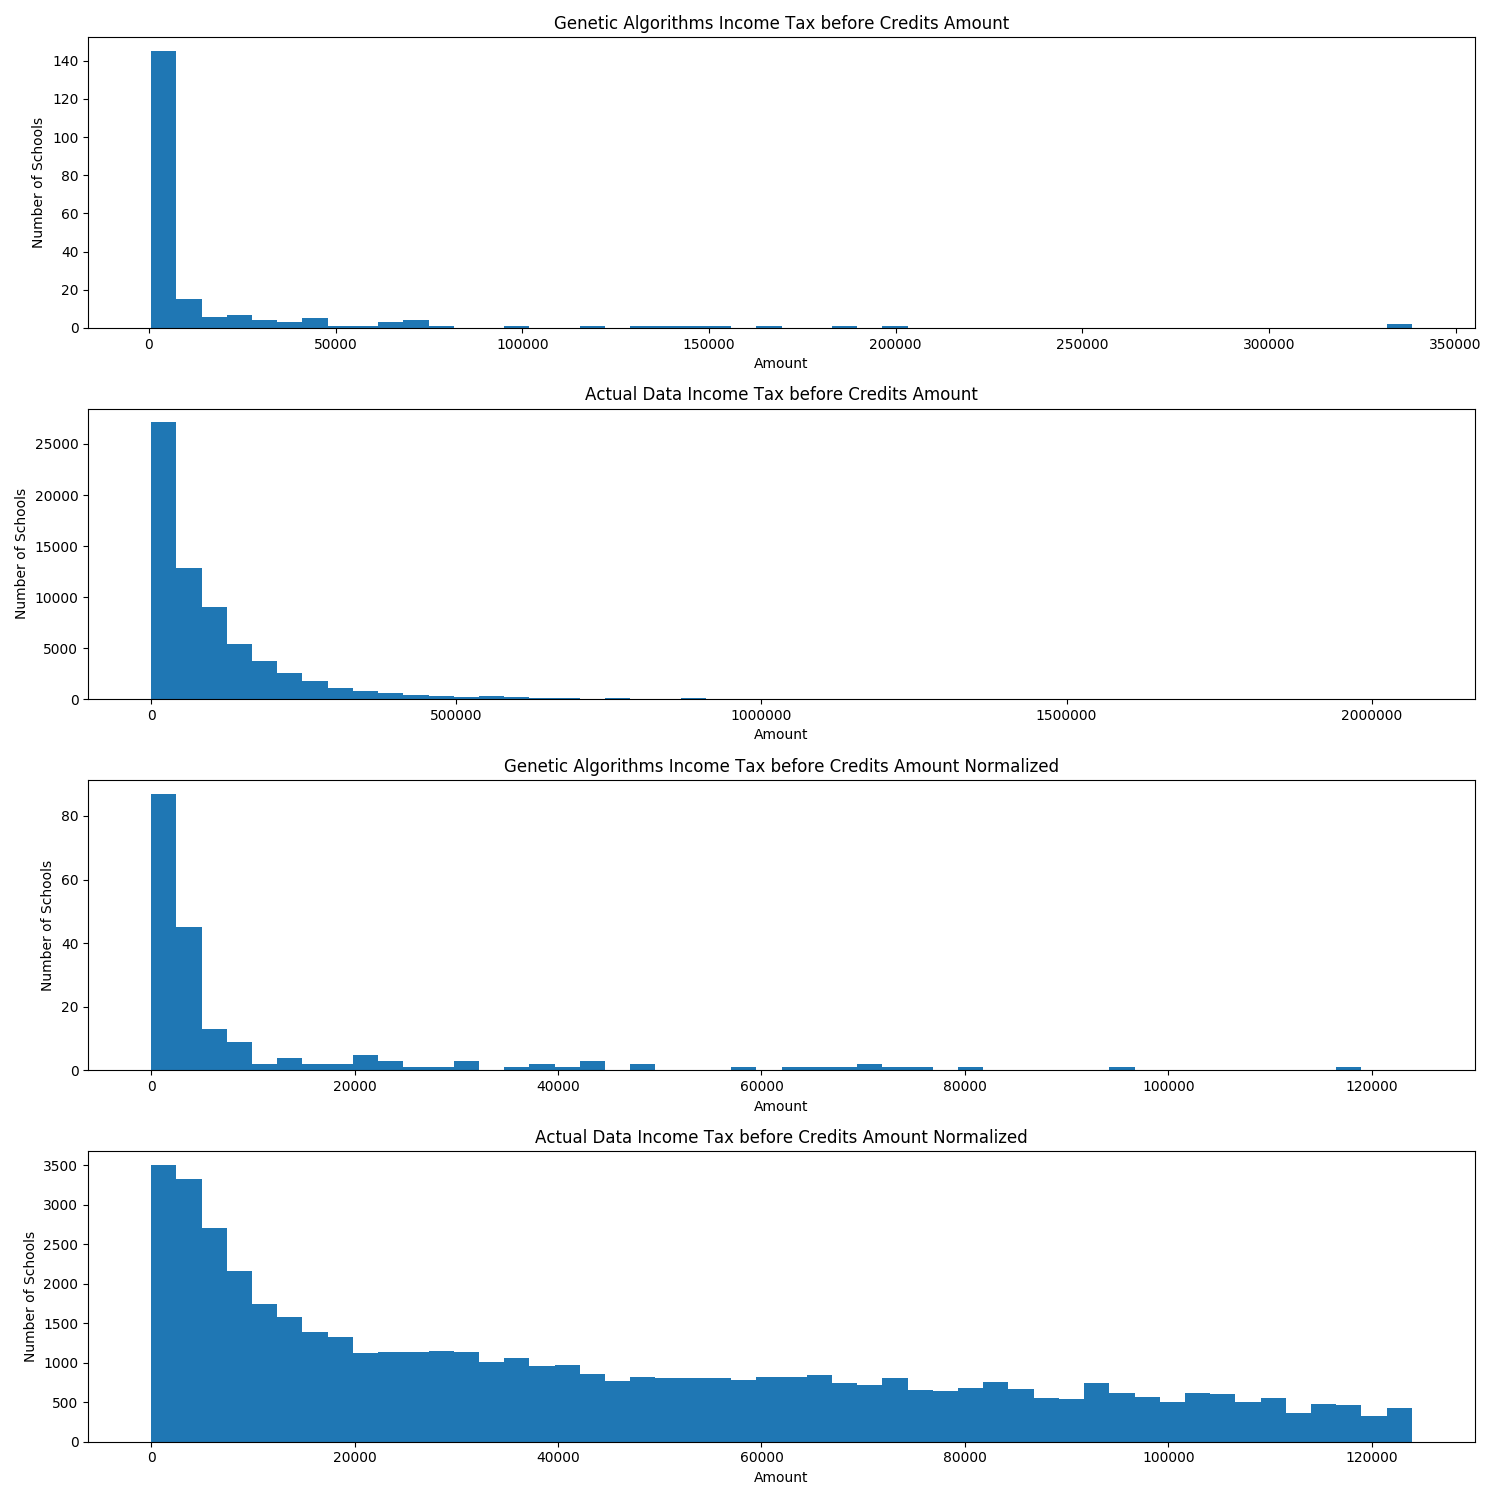 Genetic Algorithms Income Tax before Credits Amount
140
120
100
80
60
40
20
0
Number of Schools
0 50000 100000 150000 200000 250000 300000 350000
Amount
Actual Data Income Tax before Credits Amount
25000
20000
15000
10000
5000
0
Number of Schools
0 500000 1000000 1500000 2000000
Amount
Genetic Algorithms Income Tax before Credits Amount Normalized
80
60
40
20
0
Number of Schools
0 20000 40000 60000 80000 100000 120000
Amount
Actual Data Income Tax before Credits Amount Normalized
3500
3000
2500
2000
1500
1000
500
0
Number of Schools
0 20000 40000 60000 80000 100000 120000
Amount